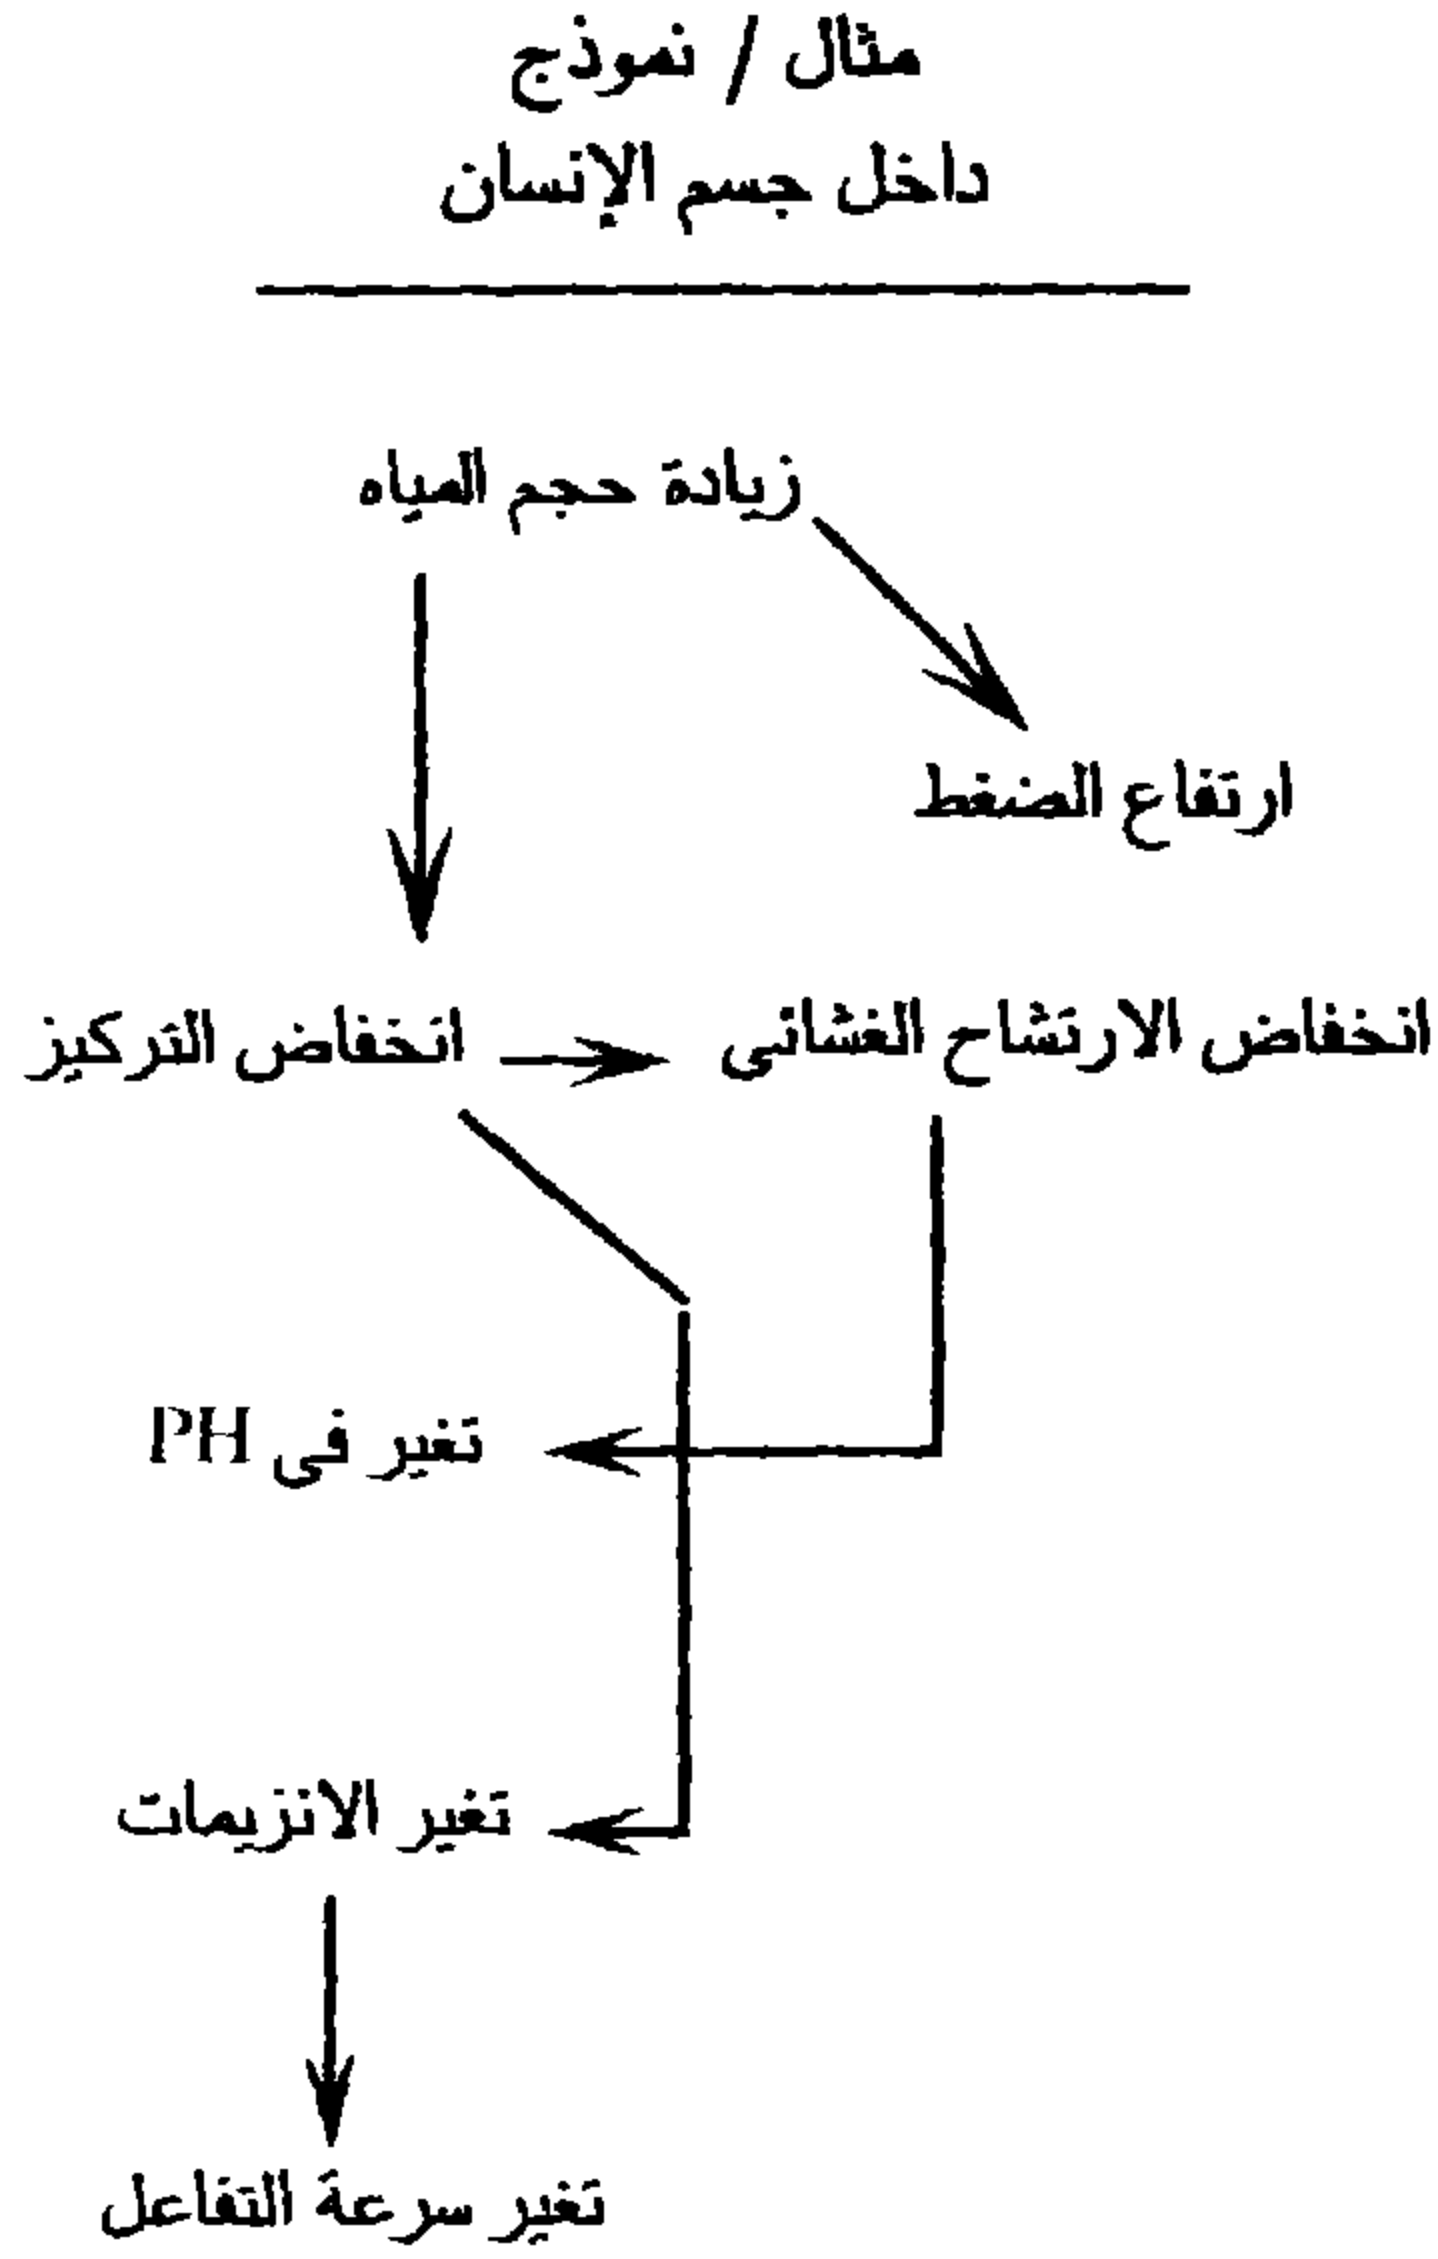 مثال / نموذج
داخل جسم الإنسان
زيادة حجم المياه
ارتفاع الضغط
انخفاض الارتشاح الغشائى
انخفاض التركيز
تغير فى PH
تغير الانزيمات
تغير سرعة التفاعل